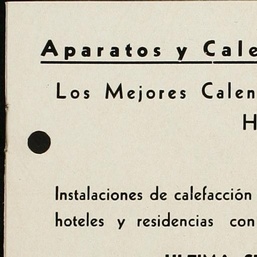 Aparatos y Cale
Los Mejores Calen
H
Instalaciones de calefacción
hoteles y residencias con